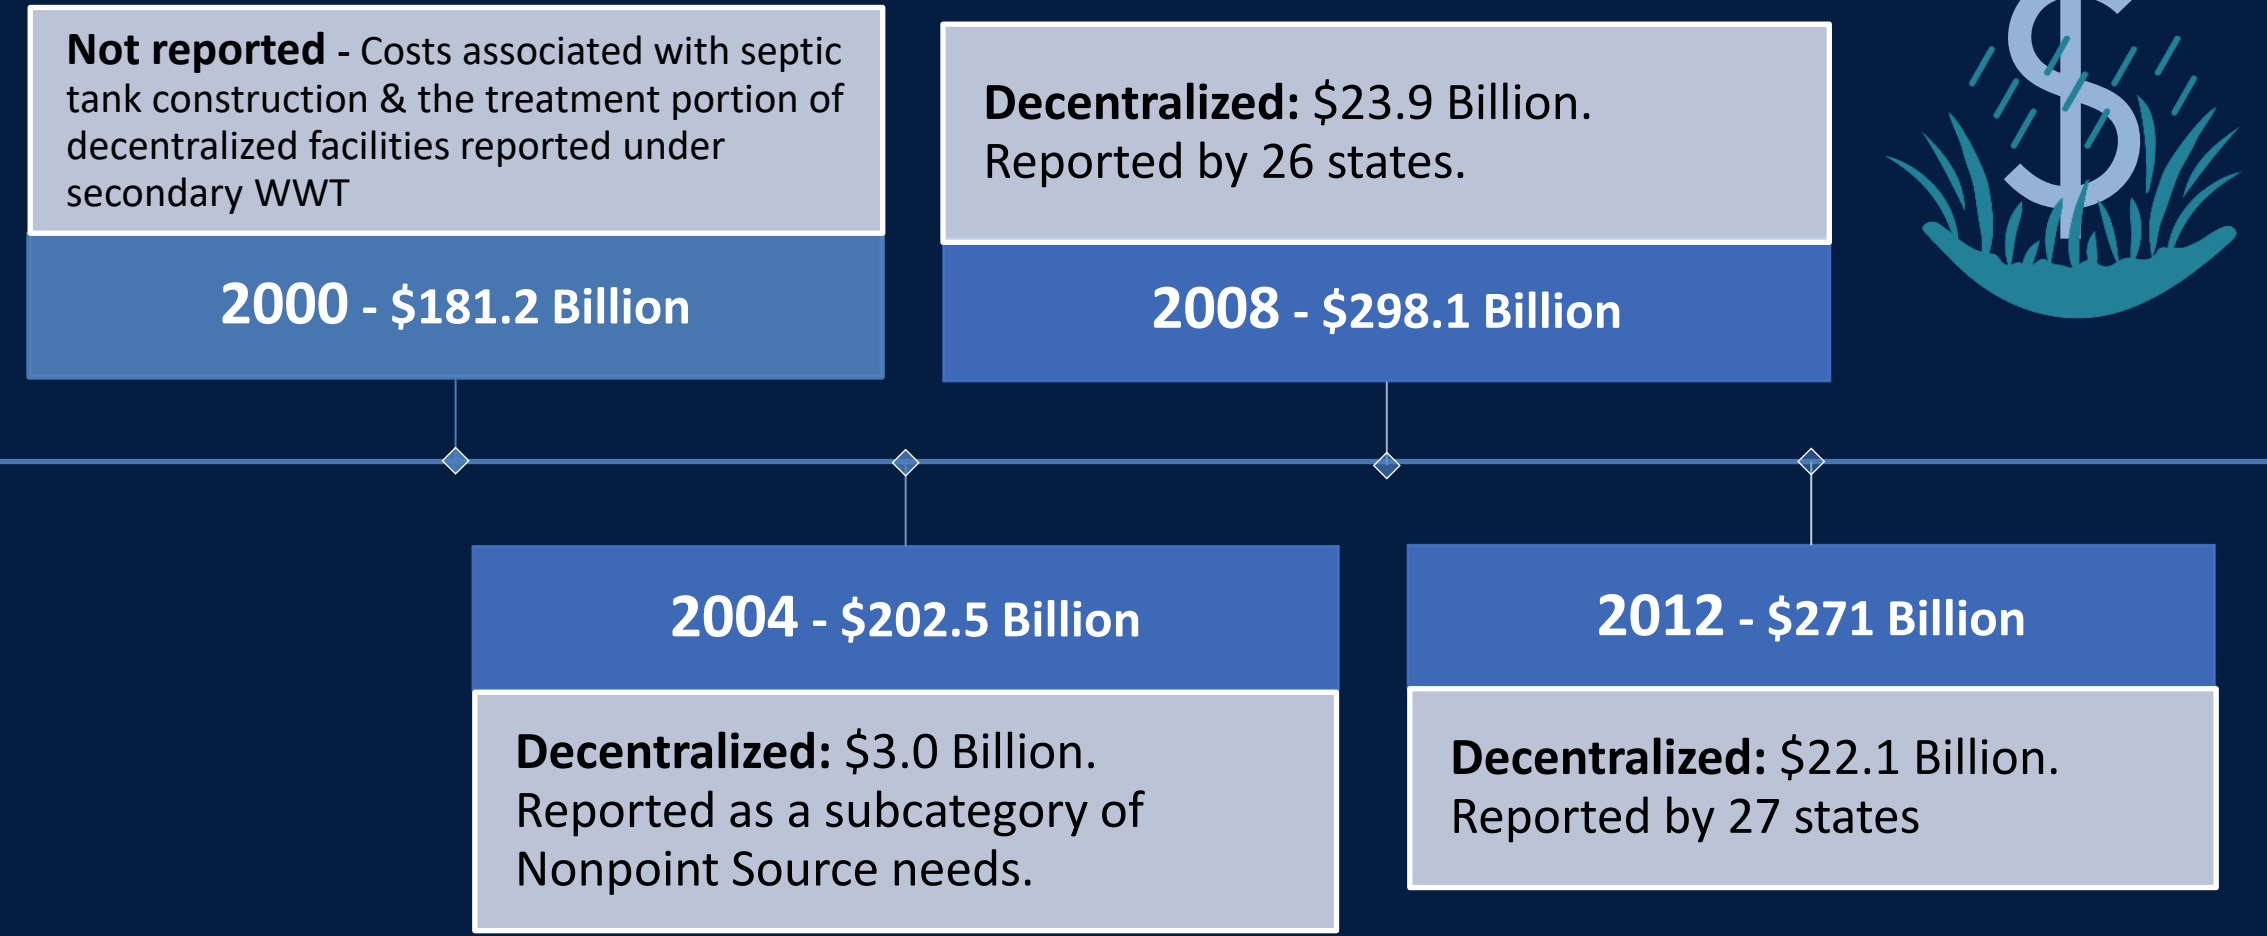 Not reported - Costs associated with septic
tank construction & the treatment portion of
decentralized facilities reported under
secondary WWT
2000 - $181.2 Billion
Decentralized: $23.9 Billion.
Reported by 26 states.
2008 - $298.1 Billion
$
2004 - $202.5 Billion
Decentralized: $3.0 Billion.
Reported as a subcategory of
Nonpoint Source needs.
2012 - $271 Billion
Decentralized: $22.1 Billion.
Reported by 27 states